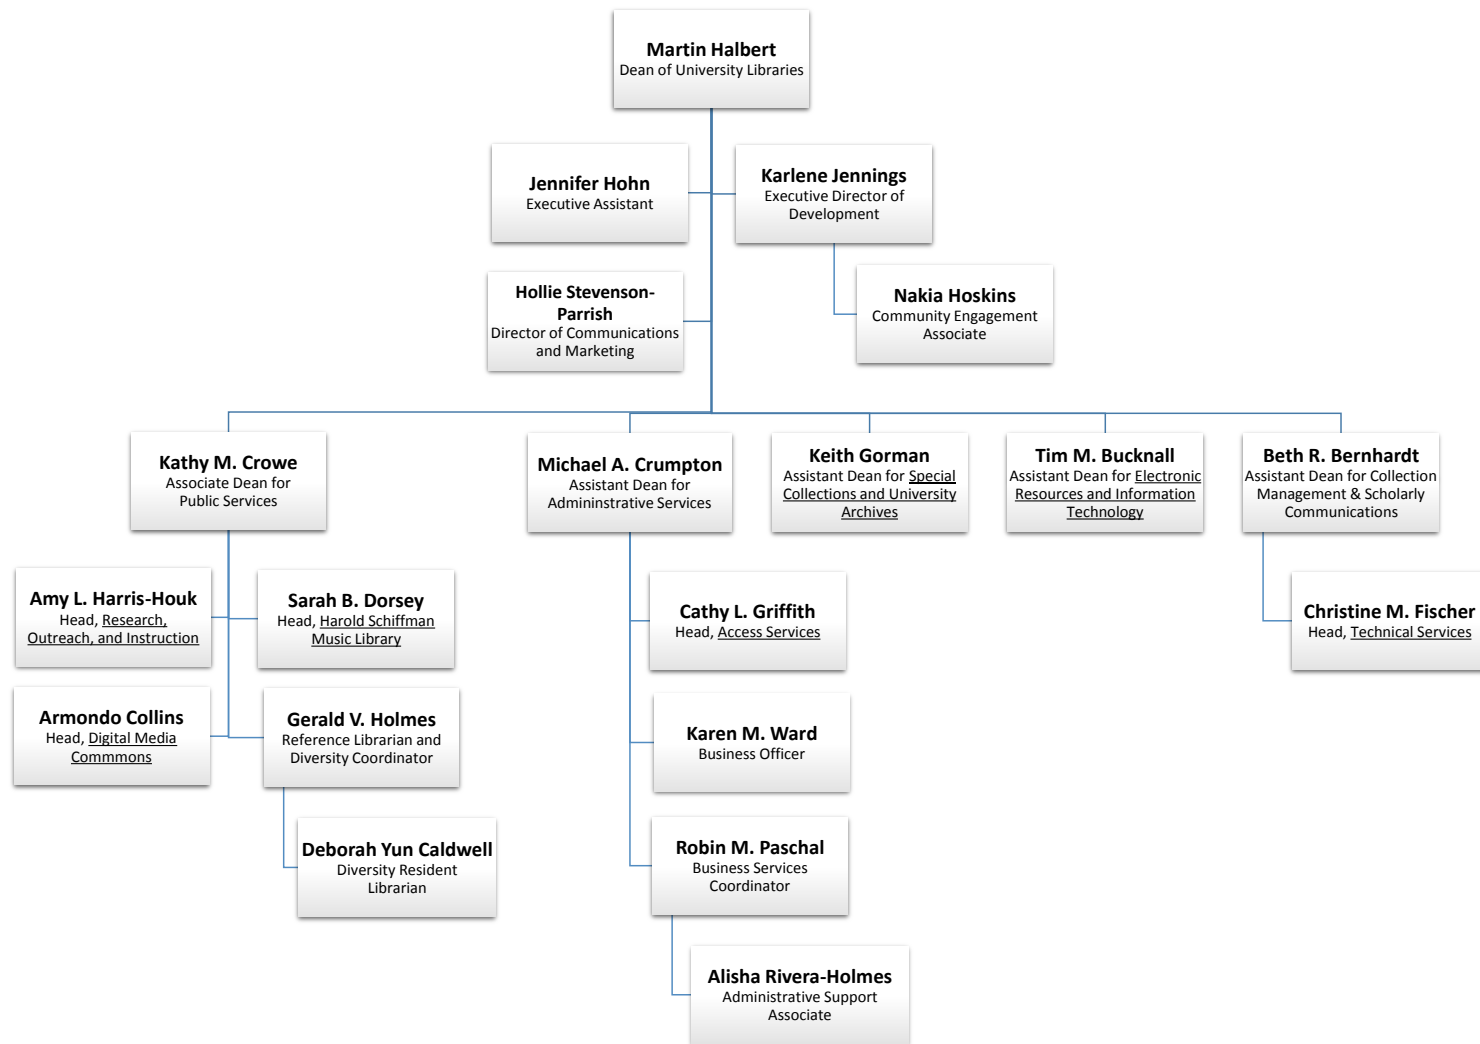 Martin Halbert
Dean of University Libraries
Jennifer Hohn
Executive Assistant
Karlene Jennings
Executive Director of
Development
Hollie Stevenson-
Parrish
Director of Communications
and Marketing
Nakia Hoskins
Community Engagement
Associate
Kathy M. Crowe
Associate Dean for
Public Services
Michael A. Crumpton
Assistant Dean for
Admininstrative Services
Keith Gorman
Assistant Dean for Special
Collections and University
Archives
Tim M. Bucknall
Assistant Dean for Electronic
Resources and Information
Technology
Beth R. Bernhardt
Assistant Dean for Collection
Management & Scholarly
Communications
Amy L. Harris-Houk
Head, Research,
Outreach, and Instruction
Sarah B. Dorsey
Head, Harold Schiffman
Music Library
Cathy L. Griffith
Head, Access Services
Christine M. Fischer
Head, Technical Services
Armondo Collins
Head, Digital Media
Commmons
Gerald V. Holmes
Reference Librarian and
Diversity Coordinator
Karen M. Ward
Business Officer
Deborah Yun Caldwell
Diversity Resident
Librarian
Robin M. Paschal
Business Services
Coordinator
Alisha Rivera-Holmes
Administrative Support
Associate